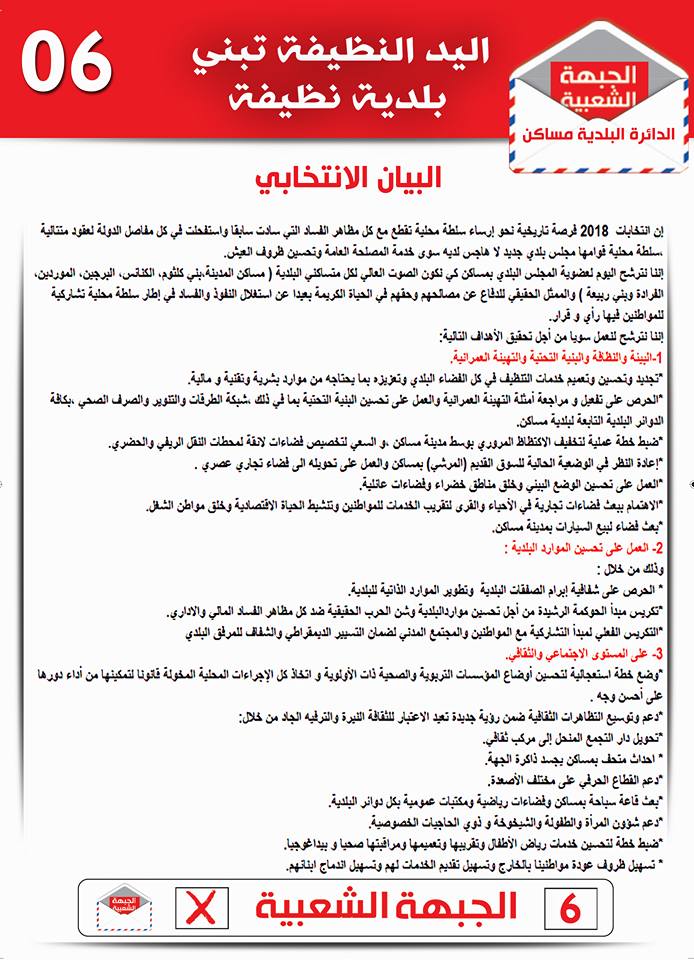 06
اليد النظيفة تبني
بلدية نظيفة
الجبهة
الشعبية
الدائرة البلدية مساكن
البيان الانتخابي
إن انتخابات 2018 فرصة تاريخية نحو إرساء سلطة محلية تقطع مع كل مظاهر الفساد التي سادت سابقا واستفحلت في كل مفاصل الدولة لعقود متتالية
،سلطة محلية قوامها مجلس بلدي جديد لا هاجس لديه سوى خدمة المصلحة العامة وتحسين ظروف العيش.
إننا نترشح اليوم لعضوية المجلس البلدي بمساكن كي نكون الصوت العالي لكل متساكني البلدية ( مساكن المدينة،بني كلثوم، الكنائس، البرجين، الموردين،
الفرادة وبني ربيعة ) والممثل الحقيقي للدفاع عن مصالحهم وحقهم في الحياة الكريمة بعيدا عن استغلال النفوذ والفساد في إطار سلطة محلية تشاركية
للمواطنين فيها رأي و قرار.
إننا نترشح لنعمل سويا من أجل تحقيق الأهداف التالية:
1-البيئة والنظافة والبنية التحتية والتهيئة العمرانية.
*تجديد وتحسين وتعميم خدمات التنظيف في كل الفضاء البلدي وتعزيزه بما يحتاجه من موارد بشرية وتقنية و مالية.
*الحرص على تفعيل و مراجعة أمثلة التهيئة العمرانية والعمل على تحسين البنية التحتية بما في ذلك ،شبكة الطرقات والتنوير والصرف الصحي ،بكافة
الدوائر البلدية التابعة لبلدية مساكن.
*ضبط خطة عملية لتخفيف الاكتظاظ المروري بوسط مدينة مساكن ،و السعي لتخصيص فضاءات لائقة لمحطات النقل الريفي والحضري.
*إعادة النظر في الوضعية الحالية للسوق القديم (المرشي) بمساكن والعمل على تحويله الى فضاء تجاري عصري .
*العمل على تحسين الوضع البيئي وخلق مناطق خضراء وفضاءات عائلية.
*الاهتمام ببعث فضاءات تجارية في الأحياء والقرى لتقريب الخدمات للمواطنين وتنشيط الحياة الاقتصادية وخلق مواطن الشغل.
*بعث فضاء لبيع السيارات بمدينة مساكن.
2- العمل على تحسين الموارد البلدية :
وذلك من خلال :
* الحرص على شفافية إبرام الصفقات البلدية وتطوير الموارد الذاتية للبلدية.
*تكريس مبدأ الحوكمة الرشيدة من أجل تحسين مواردالبلدية وشن الحرب الحقيقية ضد كل مظاهر الفساد المالي والاداري.
*التكريس الفعلي لمبدأ التشاركية مع المواطنين والمجتمع المدني لضمان التسيير الديمقراطي والشفاف للمرفق البلدي
3- على المستوى الاجتماعي والثقافي.
*وضع خطة استعجالية لتحسين أوضاع المؤسسات التربوية والصحية ذات الأولوية و اتخاذ كل الإجراءات المحلية المخولة قانونا لتمكينها من أداء دورها
على أحسن وجه .
*دعم وتوسيع التظاهرات الثقافية ضمن رؤية جديدة تعيد الاعتبار للثقافة النيرة والترفيه الجاد من خلال:
*تحويل دار التجمع المنحل إلى مركب ثقافي.
* احداث متحف بمساكن يجسد ذاكرة الجهة.
*دعم القطاع الحرفي على مختلف الأصعدة.
*بعث قاعة سباحة بمساكن وفضاءات رياضية ومكتبات عمومية بكل دوائر البلدية.
*دعم شؤون المرأة والطفولة والشيخوخة و ذوي الحاجيات الخصوصية.
*ضبط خطة لتحسين خدمات رياض الأطفال وتقريبها وتعميمها ومراقبتها صحيا و بيداغوجيا.
* تسهيل ظروف عودة مواطنينا بالخارج وتسهيل تقديم الخدمات لهم وتسهيل اندماج ابنائهم.
6
الجبهة الشعبية
X
الجبهة
الشعبية